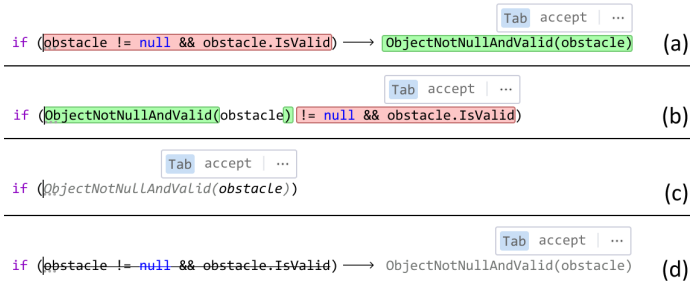 Tab accept ...
if (obstacle != null && obstacle.IsValid) → ObjectNotNullAndValid(obstacle) (a)
Tab accept ...
if (ObjectNotNullAndValid(obstacle) != null && obstacle.IsValid) (b)
Tab accept ...
if (ObjectNotNullAndValid(obstacle)) (c)
Tab accept ...
if (obstacle != null && obstacle.IsValid) → ObjectNotNullAndValid(obstacle) (d)